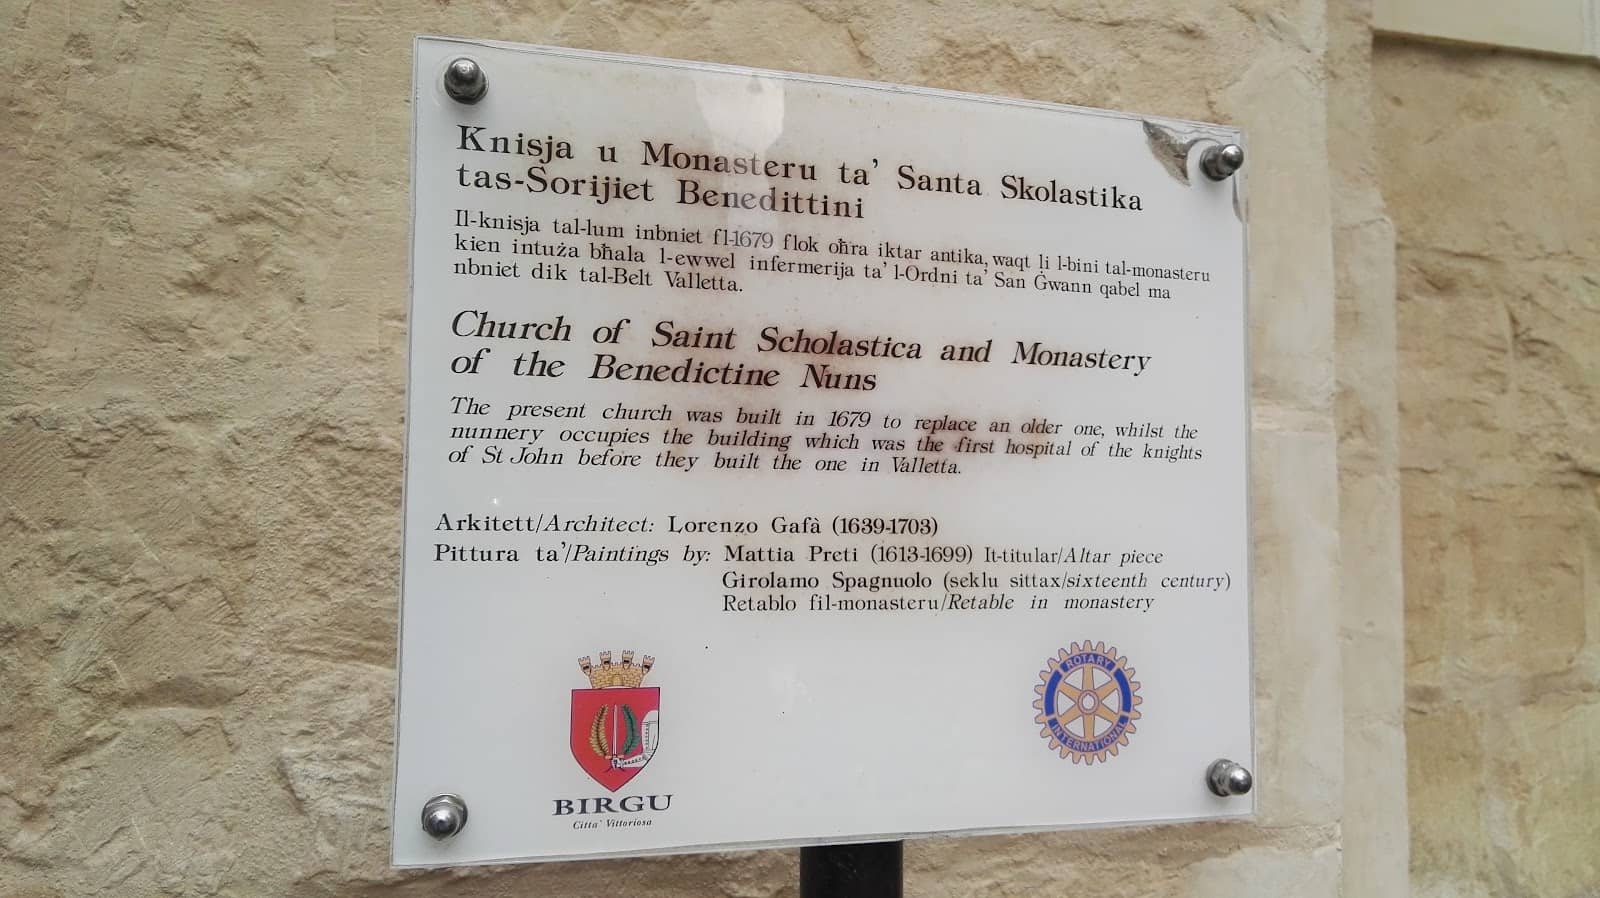 Knisja u Monasteru ta' Santa Skolastika
tas-Sorijiet Benedittini
Il-knisja tal-lum inbniet fl-1679 flok oħra iktar antika, waqt li l-bini tal-monasteru
kien intuża bħala l-ewwel infermerija ta' l-Ordni ta' San Ġwann qabel ma
nbniet dik tal-Belt Valletta.
Church of Saint Scholastica and Monastery
of the Benedictine Nuns
The present church was built in 1679 to replace an older one, whilst the
nunnery occupies the building which was the first hospital of the knights
of St John before they built the one in Valletta.
Arkitett/Architect: Lorenzo Gafà (1639-1703)
Pittura ta'/Paintings by: Mattia Preti (1613-1699) It-titular/Altar piece
Girolamo Spagnuolo (seklu sittax/sixteenth century)
Retablo fil-monasteru/Retable in monastery
BIRGU
Citta' Vittoriosa
ROTARY
INTERNATIONAL